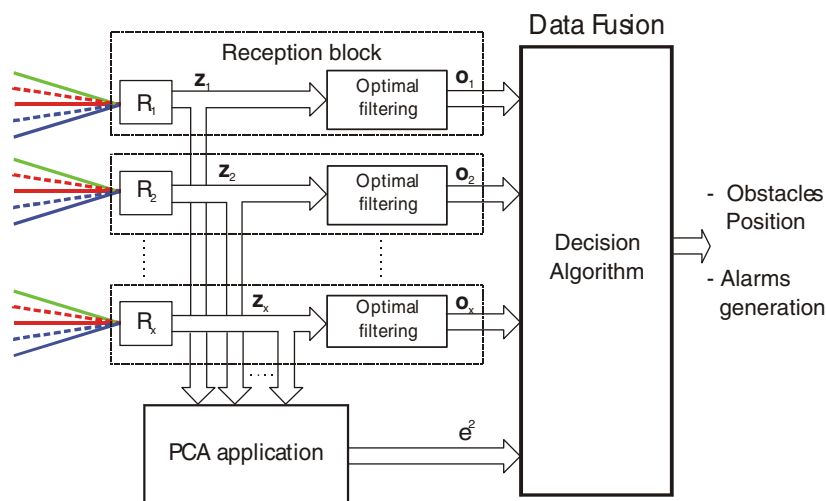 Data Fusion
Reception block
R1
z1
Optimal
filtering
o1
R2
z2
Optimal
filtering
o2
Rx
zx
Optimal
filtering
ox
Decision
Algorithm
- Obstacles
Position
- Alarms
generation
PCA application
e²